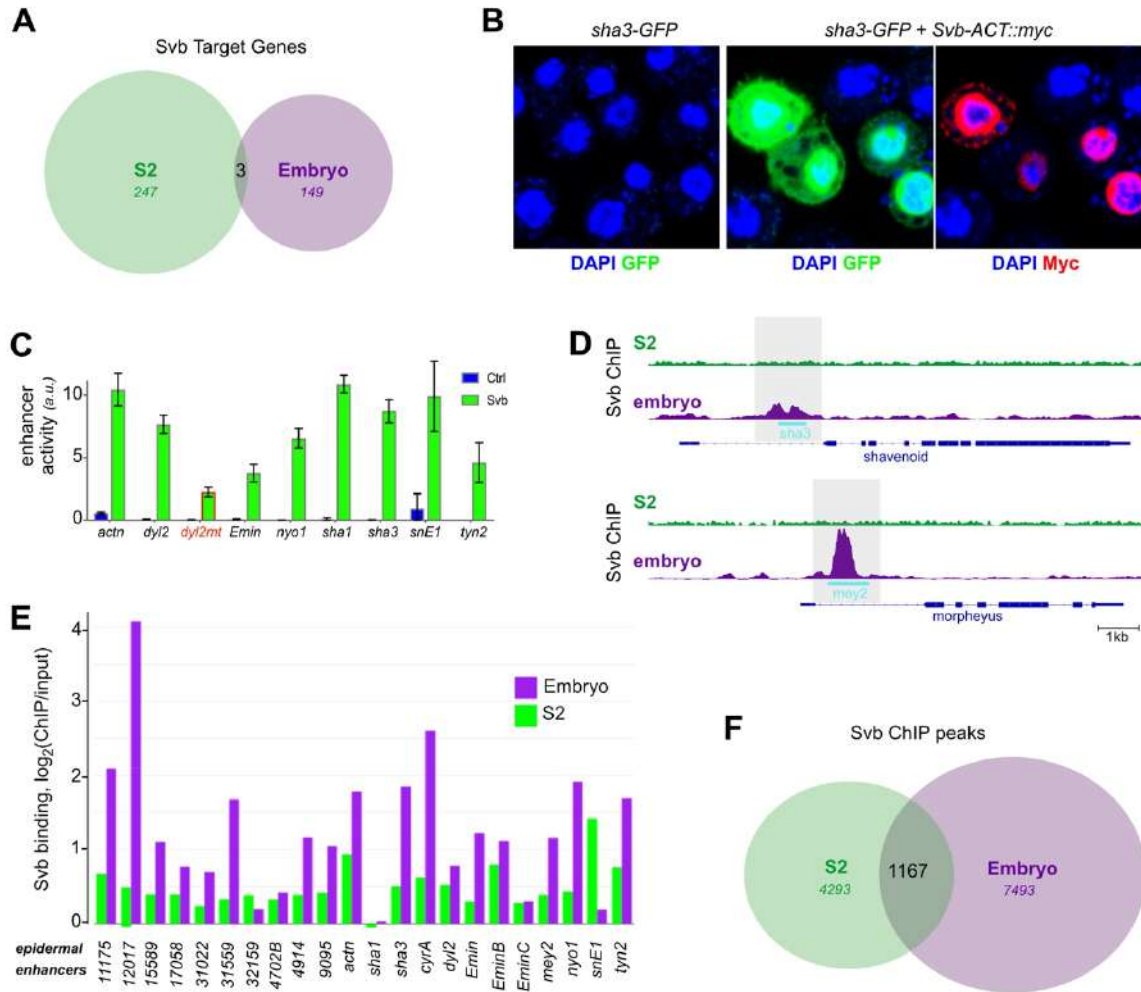 A
Svb Target Genes
S2
247
3
Embryo
149
B
sha3-GFP
sha3-GFP + Svb-ACT::myc
DAPI GFP
DAPI GFP
DAPI Myc
C
enhancer
activity (a.u.)
10
5
0
Ctrl
Svb
actn
dyl2
dyl2mt
Emin
nyo1
sha1
sha3
snE1
tyn2
D
Svb ChIP
S2
embryo
sha3
shavenoid
Svb ChIP
S2
embryo
mey2
morpheyus
1kb
E
Svb binding, log2(ChIP/input)
4
3
2
1
0
Embryo
S2
epidermal
enhancers
11175
12017
15589
17058
31022
31559
32159
4702B
4914
9095
actn
sha1
sha3
cyrA
dyl2
Emin
EminB
EminC
mey2
nyo1
snE1
tyn2
F
Svb ChIP peaks
S2
4293
1167
Embryo
7493